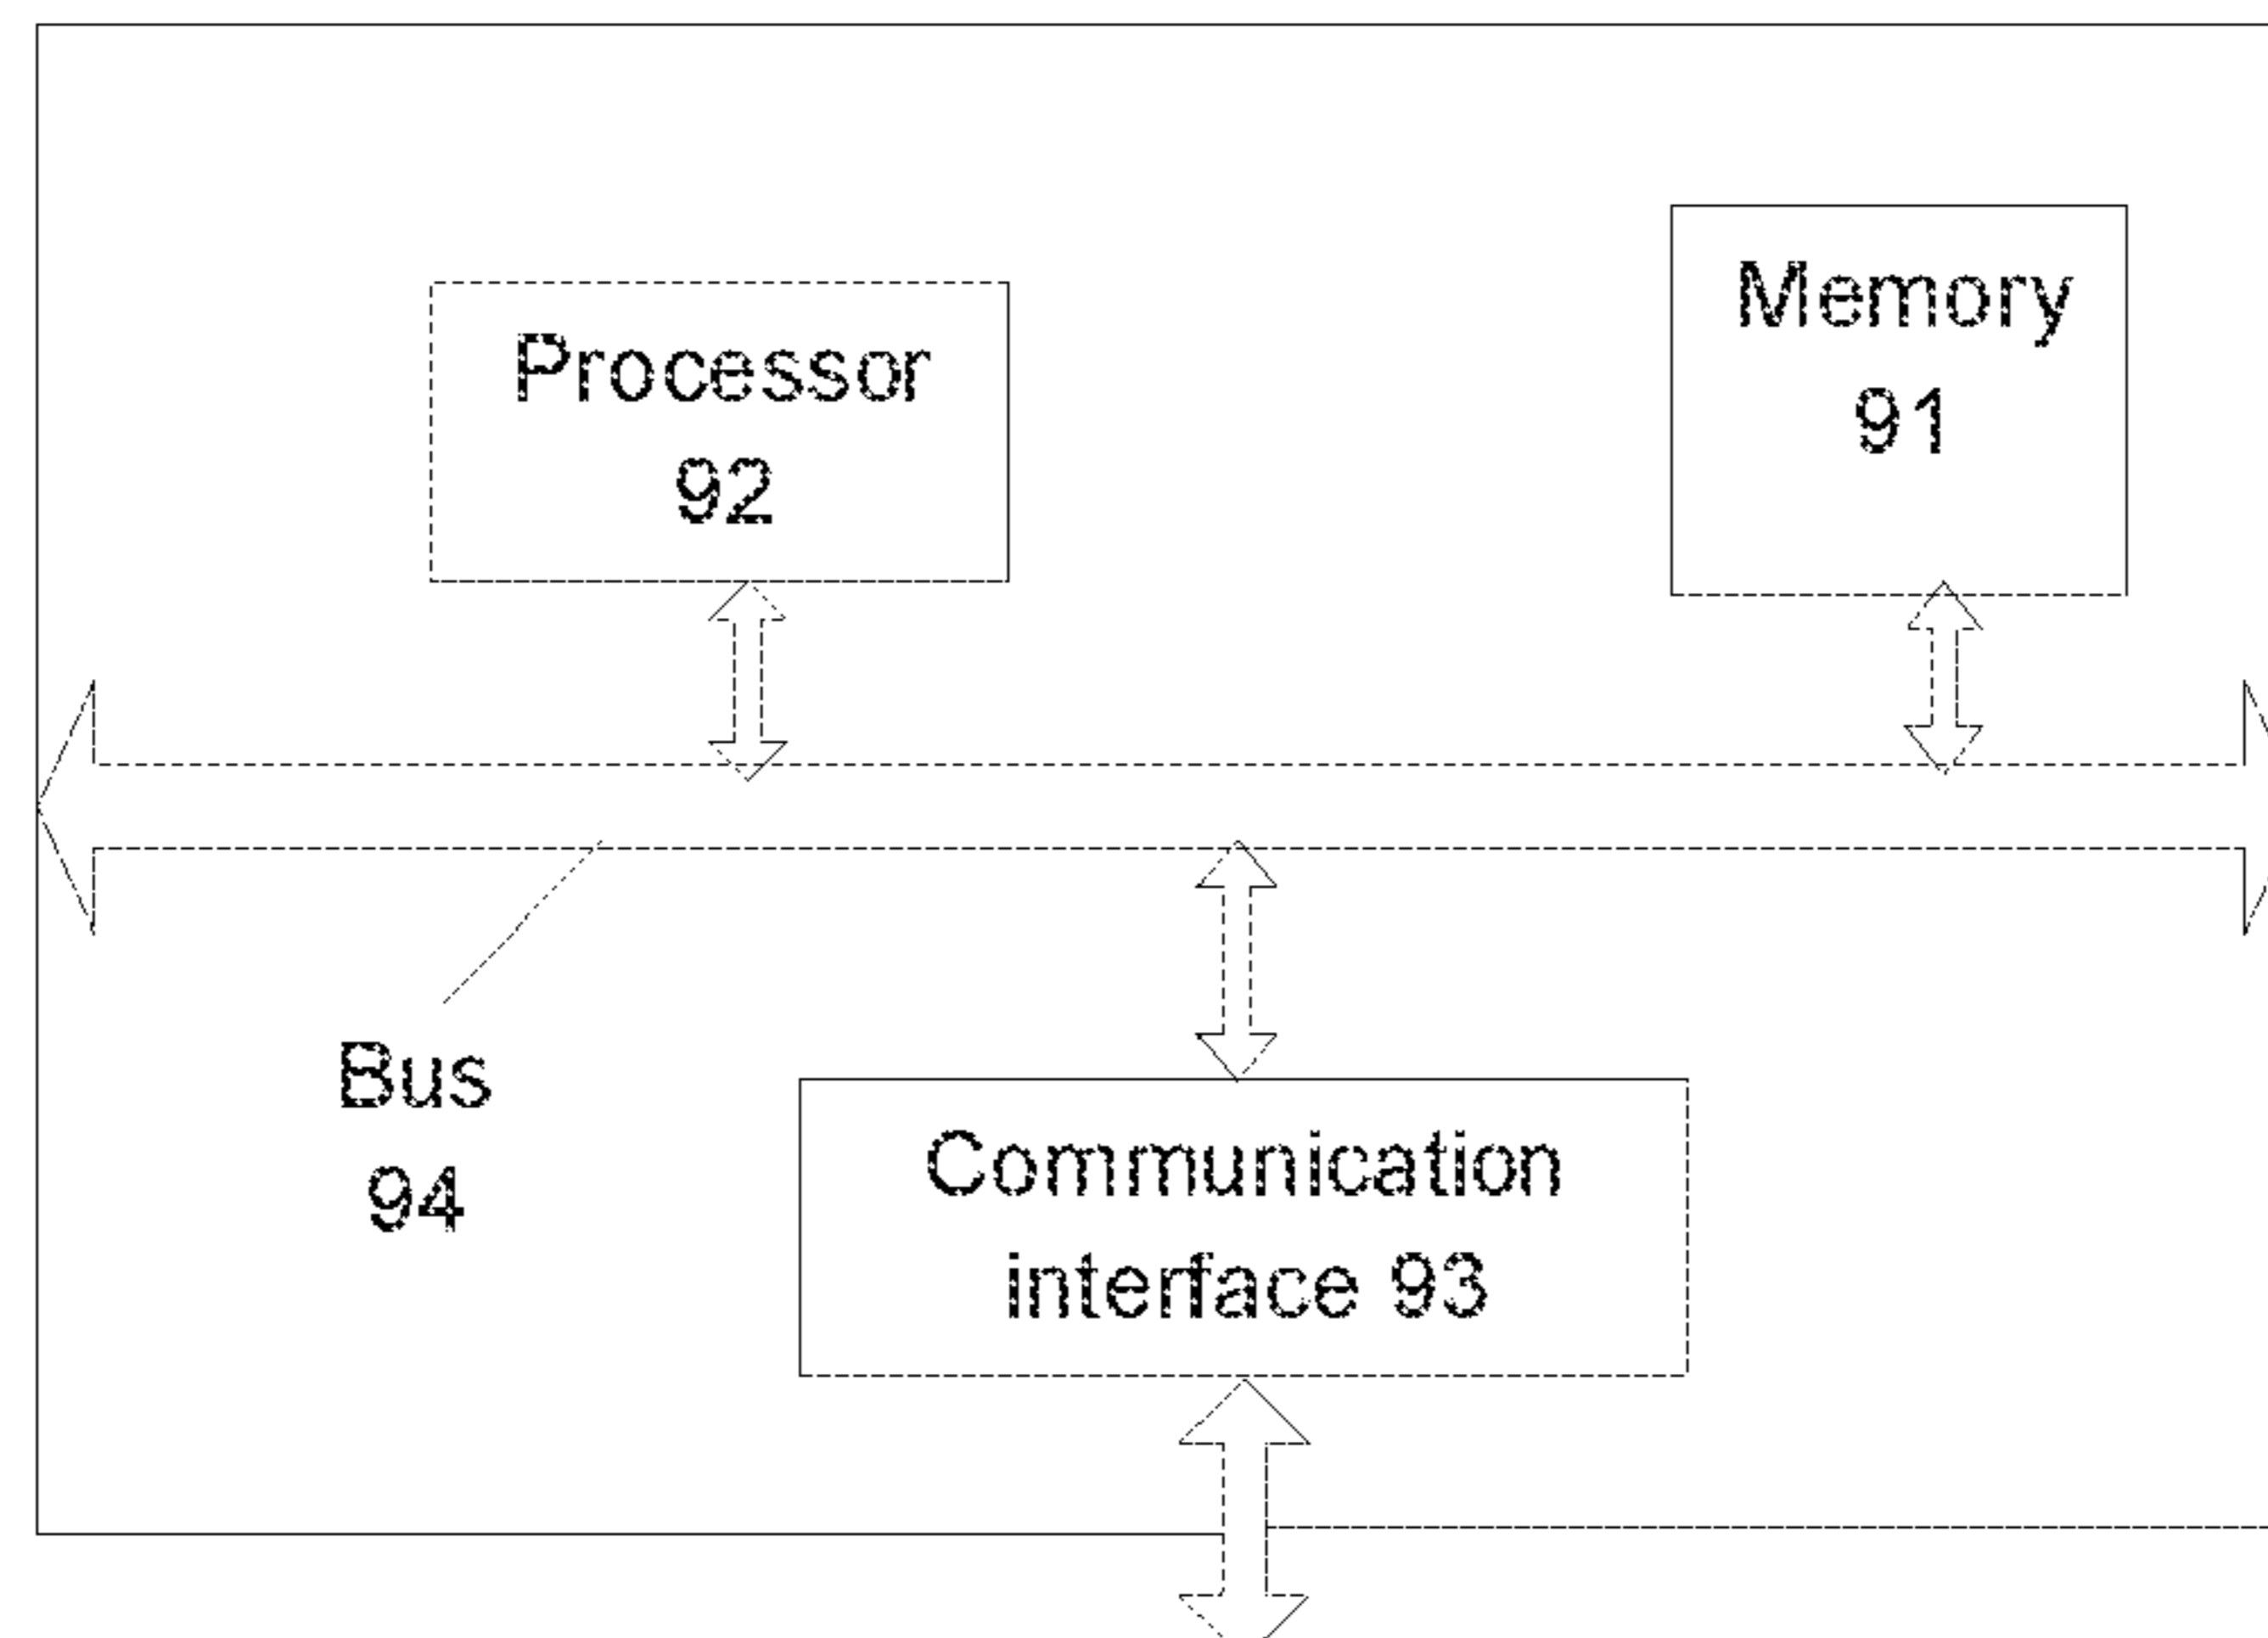 Processor
92
Memory
91
Bus
94
Communication
interface 93